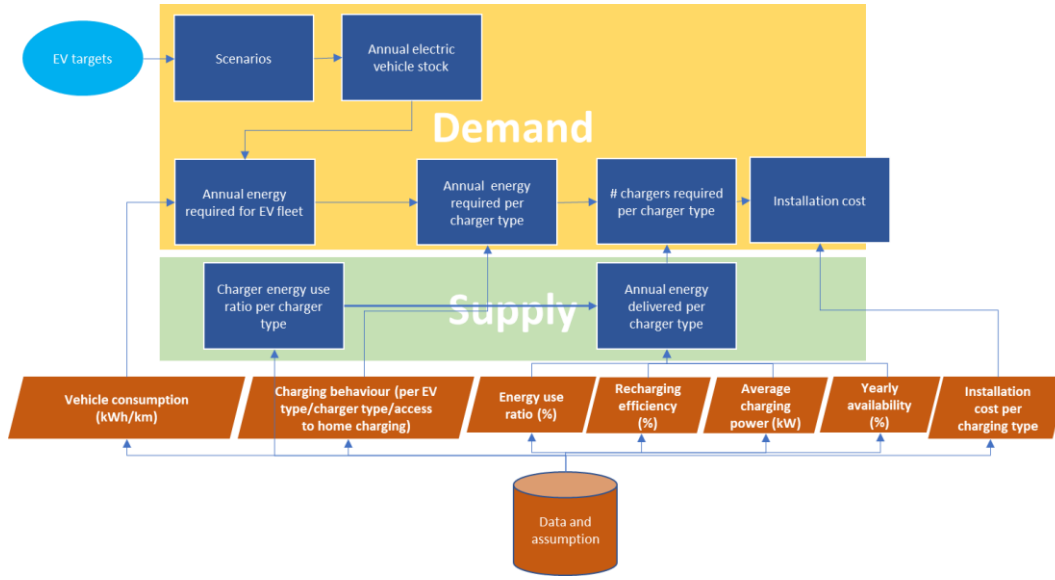 EV targets
Scenarios
Annual electric
vehicle stock
Demand
Annual energy
required for EV fleet
Annual energy
required per
charger type
# chargers required
per charger type
Installation cost
Charger energy use
ratio per charger
type
Supply
Annual energy
delivered per
charger type
Vehicle consumption
(kWh/km)
Charging behaviour (per EV
type/charger type/access
to home charging)
Energy use
ratio (%)
Recharging
efficiency
(%)
Average
charging
power (kW)
Yearly
availability
(%)
Installation
cost per
charging type
Data and
assumption